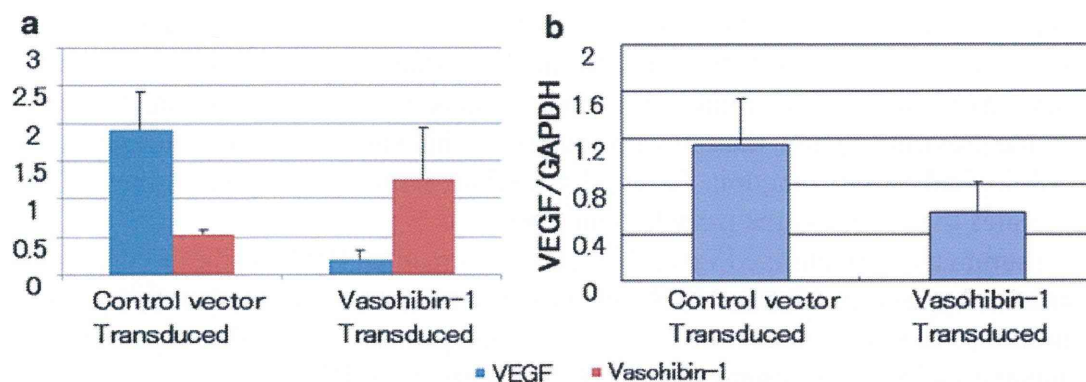 a
3
2.5
2
1.5
1
0.5
0
Control vector
Transduced
Vasohibin-1
Transduced
b
VEGF/GAPDH
2
1.6
1.2
0.8
0.4
0
Control vector
Transduced
Vasohibin-1
Transduced
VEGF
Vasohibin-1